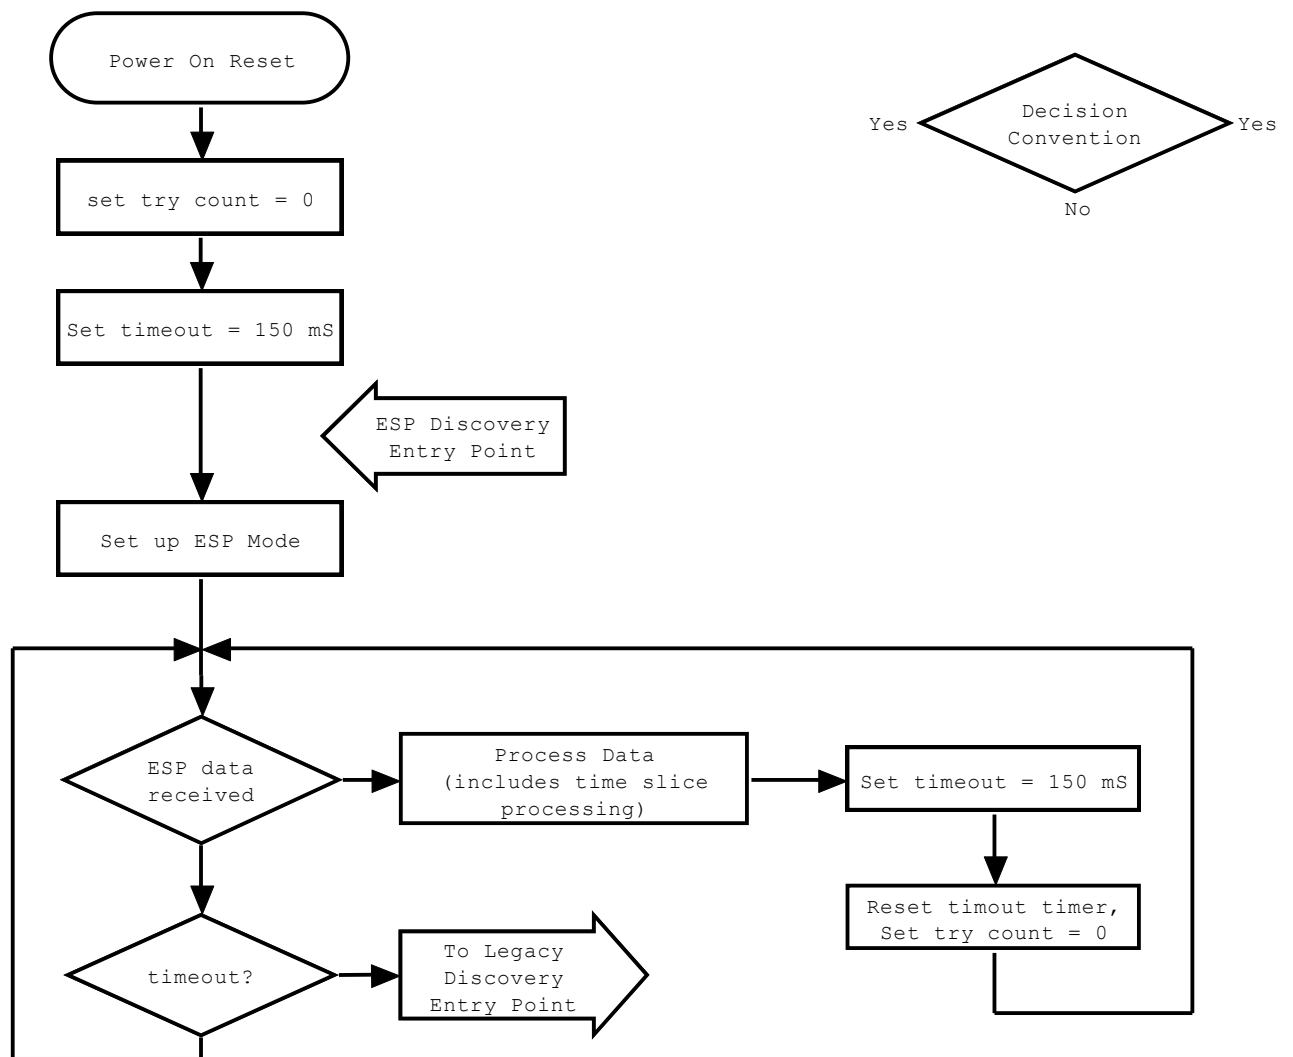 Power On Reset
Yes
Decision
Convention
Yes
No
set try count = 0
Set timeout = 150 mS
ESP Discovery
Entry Point
Set up ESP Mode
ESP data
received
Process Data
(includes time slice
processing)
Set timeout = 150 mS
Reset timout timer,
Set try count = 0
timeout?
To Legacy
Discovery
Entry Point